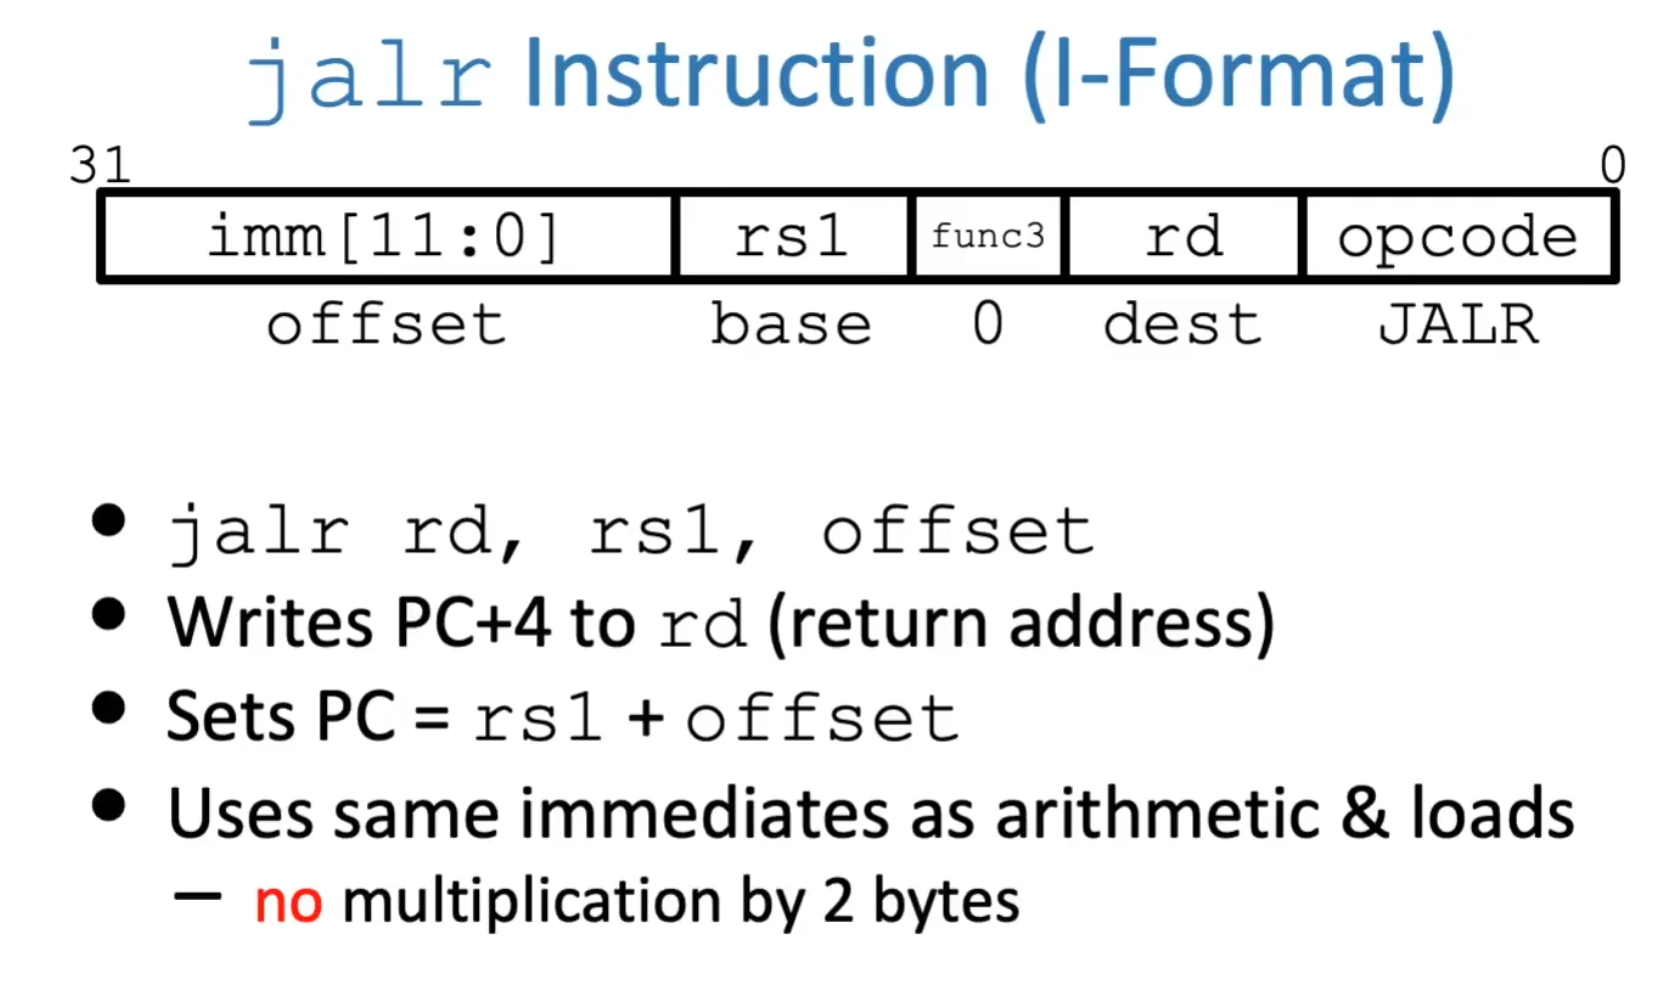 jalr Instruction (I-Format)
31 0
imm[11:0] rs1 func3 rd opcode
offset base 0 dest JALR
• jalr rd, rs1, offset
• Writes PC+4 to rd (return address)
• Sets PC = rs1 + offset
• Uses same immediates as arithmetic & loads
— no multiplication by 2 bytes